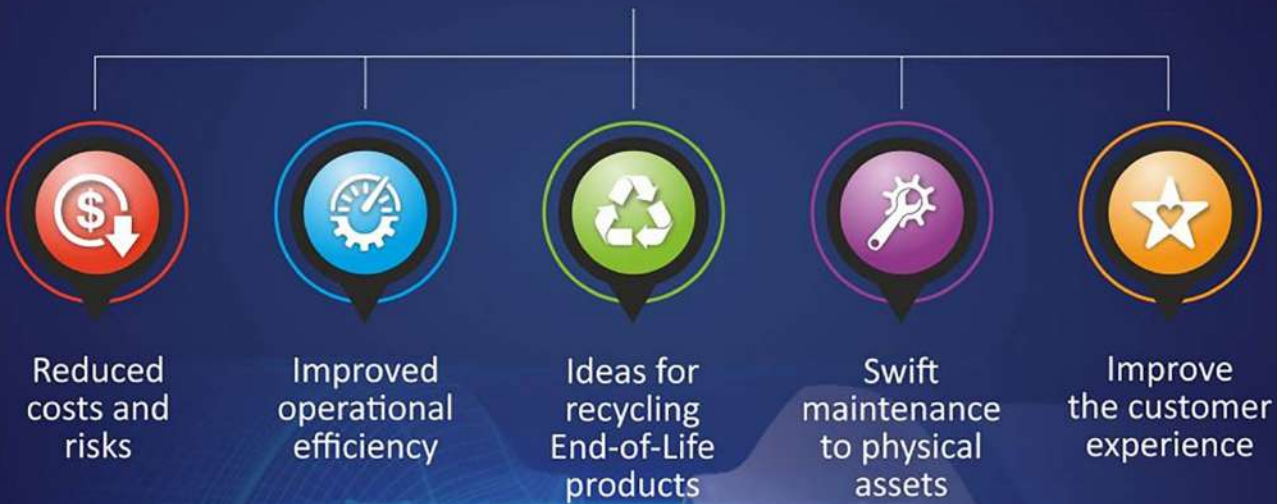 $
Reduced
costs and
risks
Improved
operational
efficiency
Ideas for
recycling
End-of-Life
products
Swift
maintenance
to physical
assets
Improve
the customer
experience